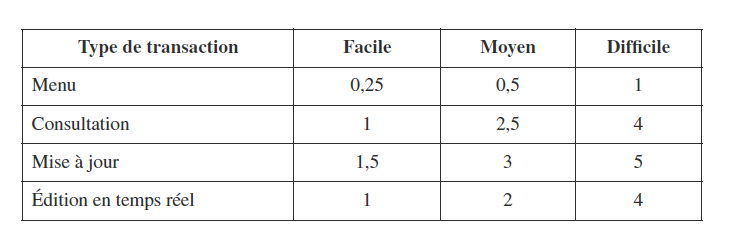 Type de transaction Facile Moyen Difficile
Menu 0,25 0,5 1
Consultation 1 2,5 4
Mise à jour 1,5 3 5
Édition en temps réel 1 2 4